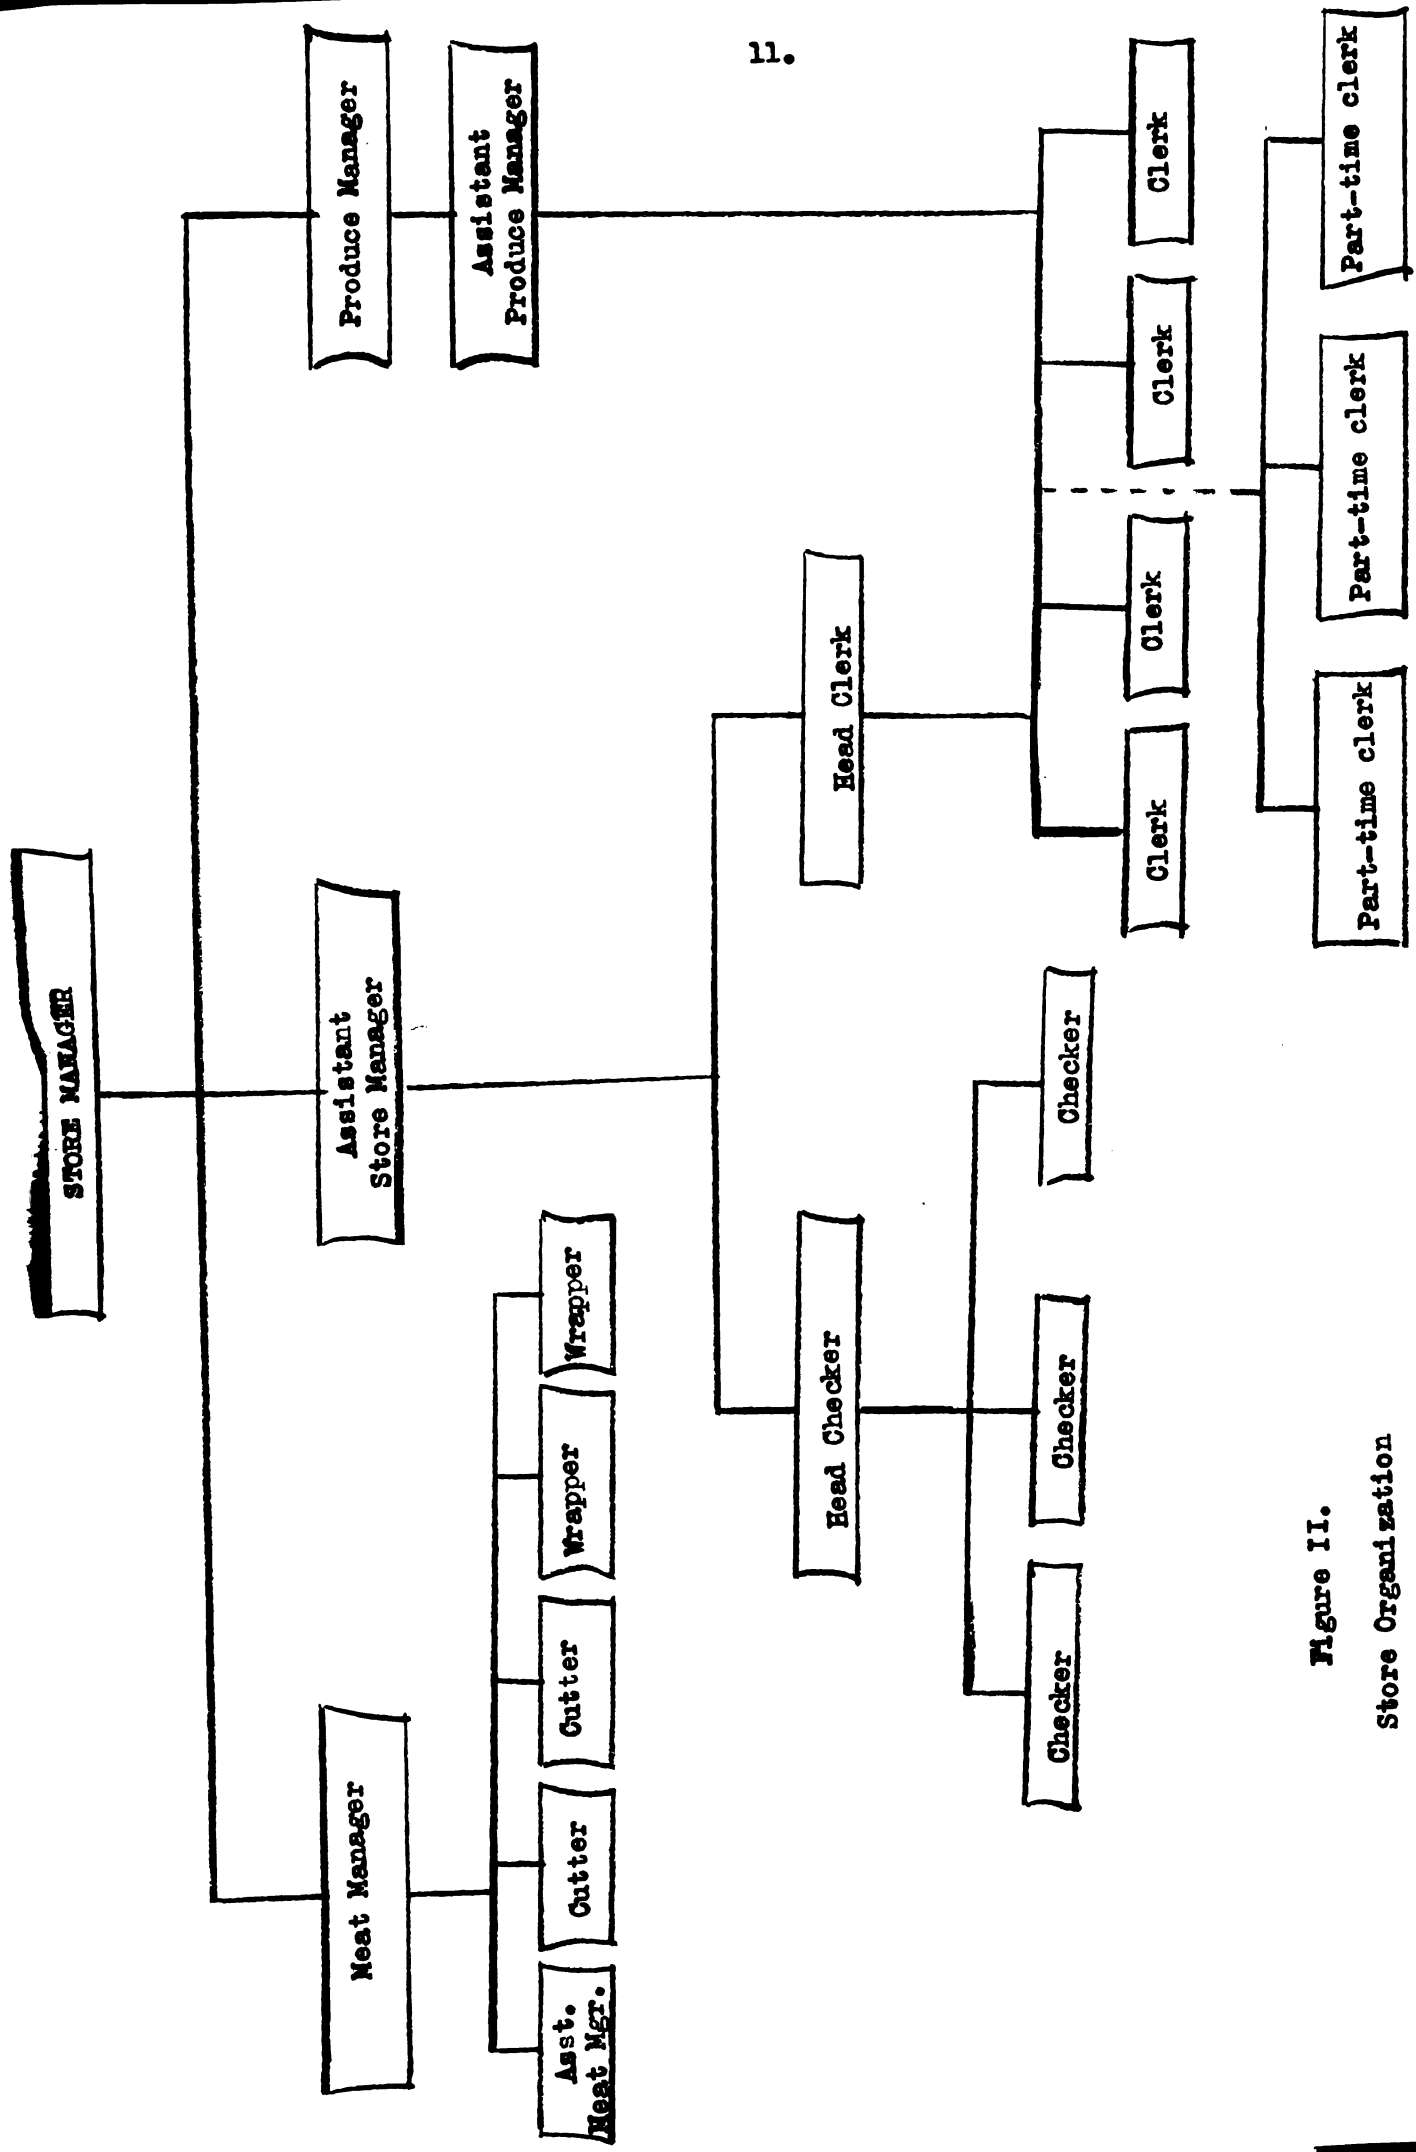 11.
STORE MANAGER
Meat Manager
Assistant
Store Manager
Produce Manager
Assistant
Produce Manager
Asst.
Meat Mgr.
Cutter
Cutter
Wrapper
Wrapper
Head Checker
Head Clerk
Checker
Checker
Checker
Clerk
Clerk
Clerk
Clerk
Part-time clerk
Part-time clerk
Part-time clerk
Figure II.
Store Organization